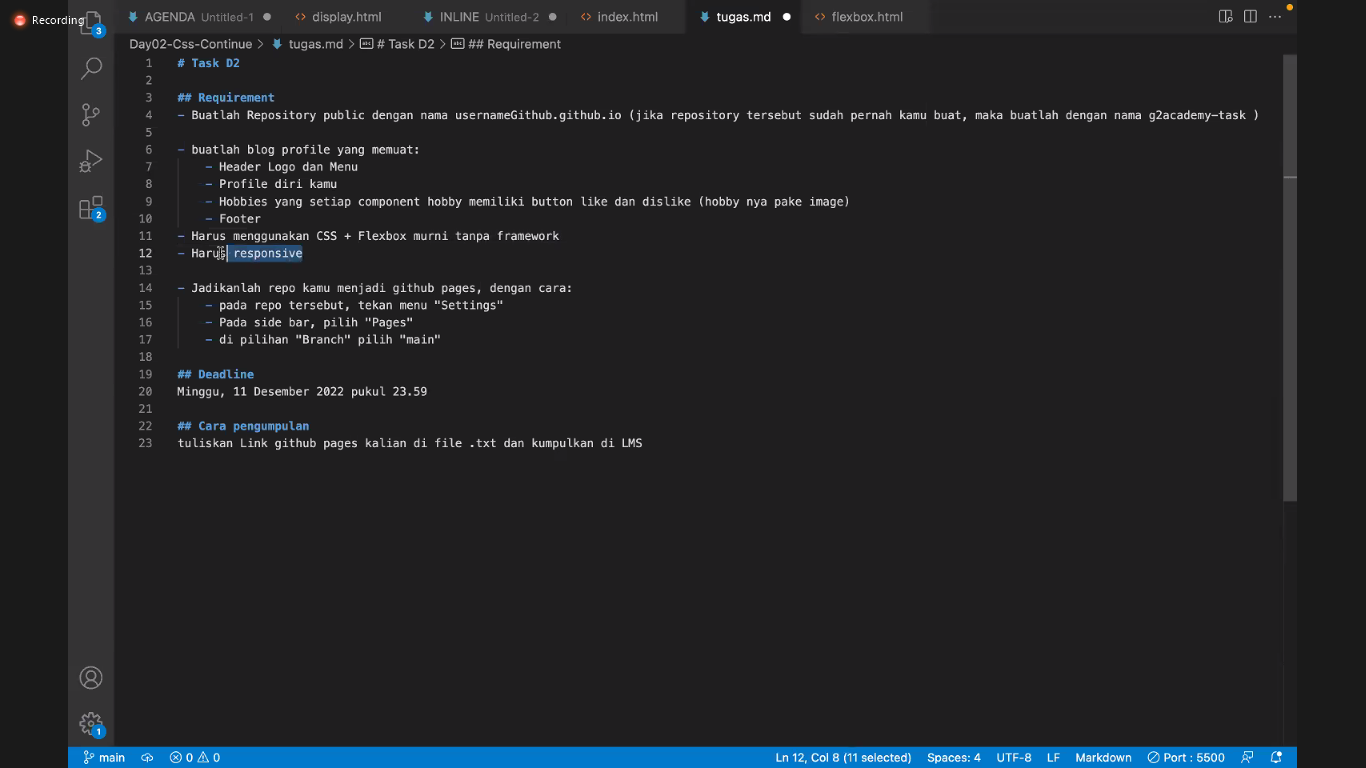 Recording
AGENDA Untitled-1
display.html
INLINE Untitled-2
index.html
tugas.md
flexbox.html
3
Day02-Css-Continue > tugas.md > # Task D2 > ## Requirement
1 # Task D2
2
3 ## Requirement
4 - Buatlah Repository public dengan nama usernameGithub.github.io (jika repository tersebut sudah pernah kamu buat, maka buatlah dengan nama g2academy-task )
5
6 - buatlah blog profile yang memuat:
7 - Header Logo dan Menu
8 - Profile diri kamu
9 - Hobbies yang setiap component hobby memiliki button like dan dislike (hobby nya pake image)
2
10 - Footer
11 - Harus menggunakan CSS + Flexbox murni tanpa framework
12 - Harus responsive
13
14 - Jadikanlah repo kamu menjadi github pages, dengan cara:
15 - pada repo tersebut, tekan menu "Settings"
16 - Pada side bar, pilih "Pages"
17 - di pilihan "Branch" pilih "main"
18
19 ## Deadline
20 Minggu, 11 Desember 2022 pukul 23.59
21
22 ## Cara pengumpulan
23 tuliskan Link github pages kalian di file .txt dan kumpulkan di LMS
1
main 0 0 Ln 12, Col 8 (11 selected) Spaces: 4 UTF-8 LF Markdown Port : 5500